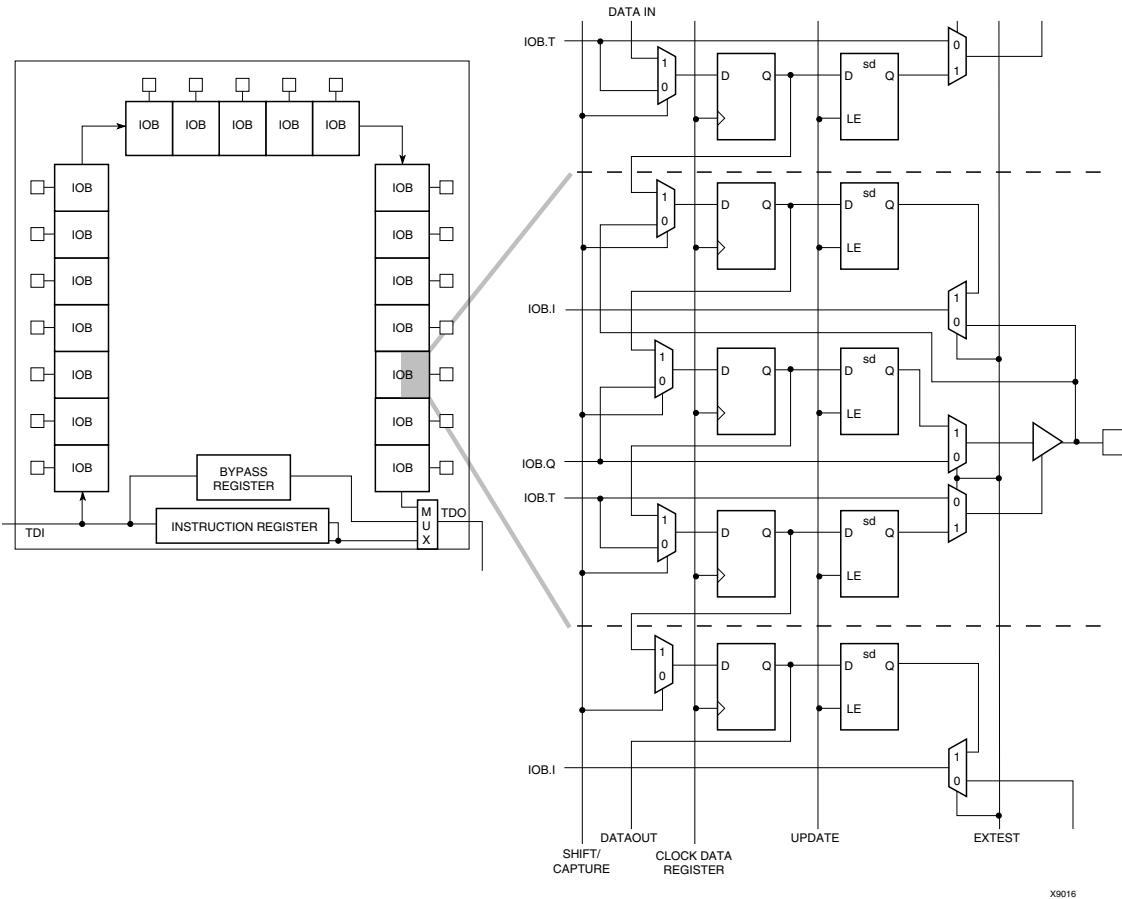 DATA IN
IOB.T
1
0
D Q
sd
D Q
LE
0
1
IOB IOB IOB IOB IOB
IOB
IOB
IOB
IOB
IOB
IOB
IOB
IOB
IOB
IOB
IOB
IOB
IOB
IOB
BYPASS
REGISTER
INSTRUCTION REGISTER
TDI
M
U
X
TDO
1
0
D Q
sd
D Q
LE
1
0
IOB.I
1
0
D Q
sd
D Q
LE
1
0
IOB.Q
IOB.T
0
1
1
0
D Q
sd
D Q
LE
1
0
D Q
sd
D Q
LE
IOB.I
1
0
DATAOUT
UPDATE
EXTEST
SHIFT/
CAPTURE
CLOCK DATA
REGISTER
X9016